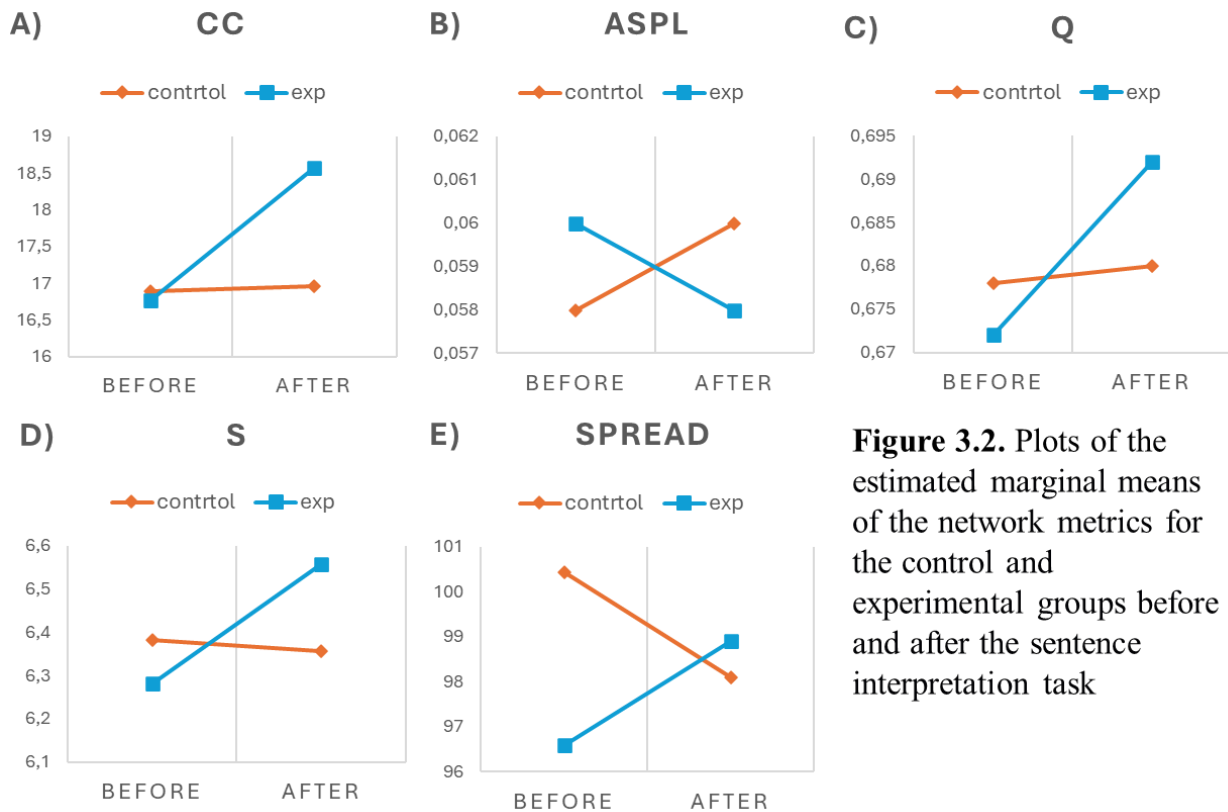 A) CC
contrtol exp
19
18,5
18
17,5
17
16,5
16
BEFORE AFTER
B) ASPL
contrtol exp
0,062
0,061
0,06
0,059
0,058
0,057
BEFORE AFTER
C) Q
contrtol exp
0,695
0,69
0,685
0,68
0,675
0,67
BEFORE AFTER
D) S
contrtol exp
6,6
6,5
6,4
6,3
6,2
6,1
BEFORE AFTER
E) SPREAD
contrtol exp
101
100
99
98
97
96
BEFORE AFTER
Figure 3.2. Plots of the
estimated marginal means
of the network metrics for
the control and
experimental groups before
and after the sentence
interpretation task